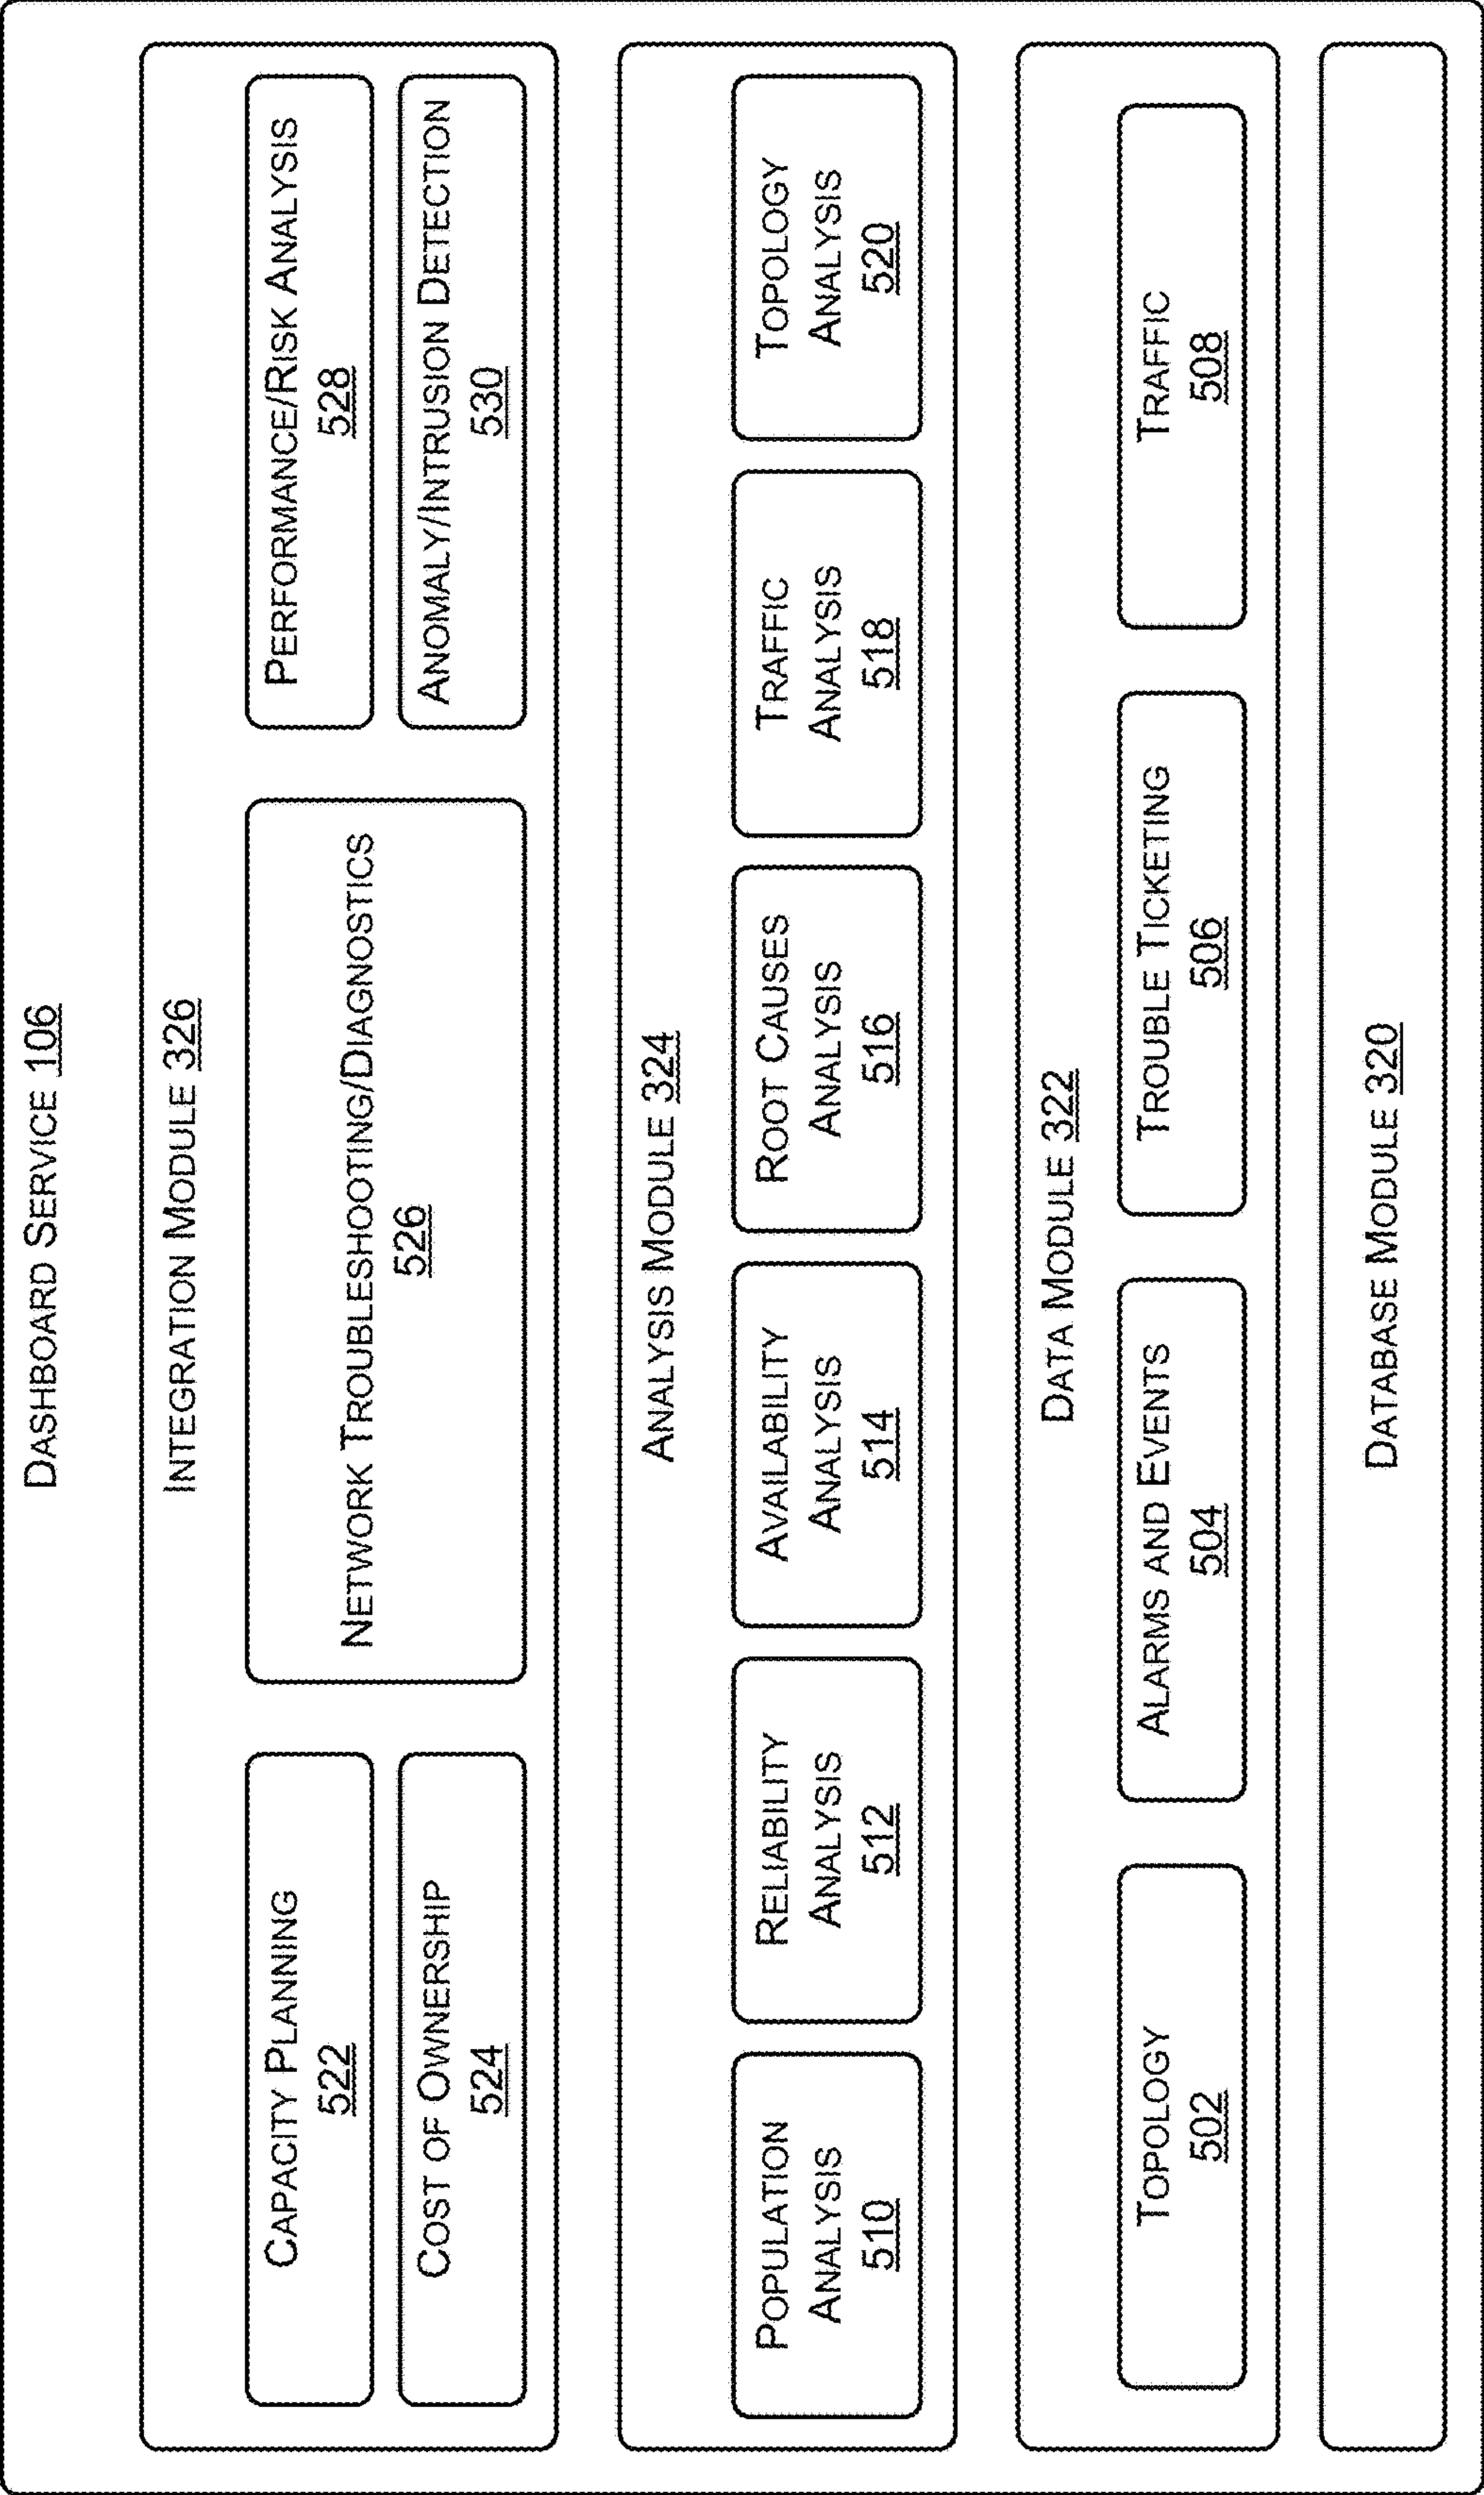 DASHBOARD SERVICE 106
INTEGRATION MODULE 326
CAPACITY PLANNING
522
COST OF OWNERSHIP
524
NETWORK TROUBLESHOOTING/DIAGNOSTICS
526
PERFORMANCE/RISK ANALYSIS
528
ANOMALY/INTRUSION DETECTION
530
ANALYSIS MODULE 324
POPULATION
ANALYSIS
510
RELIABILITY
ANALYSIS
512
AVAILABILITY
ANALYSIS
514
ROOT CAUSES
ANALYSIS
516
TRAFFIC
ANALYSIS
518
TOPOLOGY
ANALYSIS
520
DATA MODULE 322
TOPOLOGY
502
ALARMS AND EVENTS
504
TROUBLE TICKETING
506
TRAFFIC
508
DATABASE MODULE 320